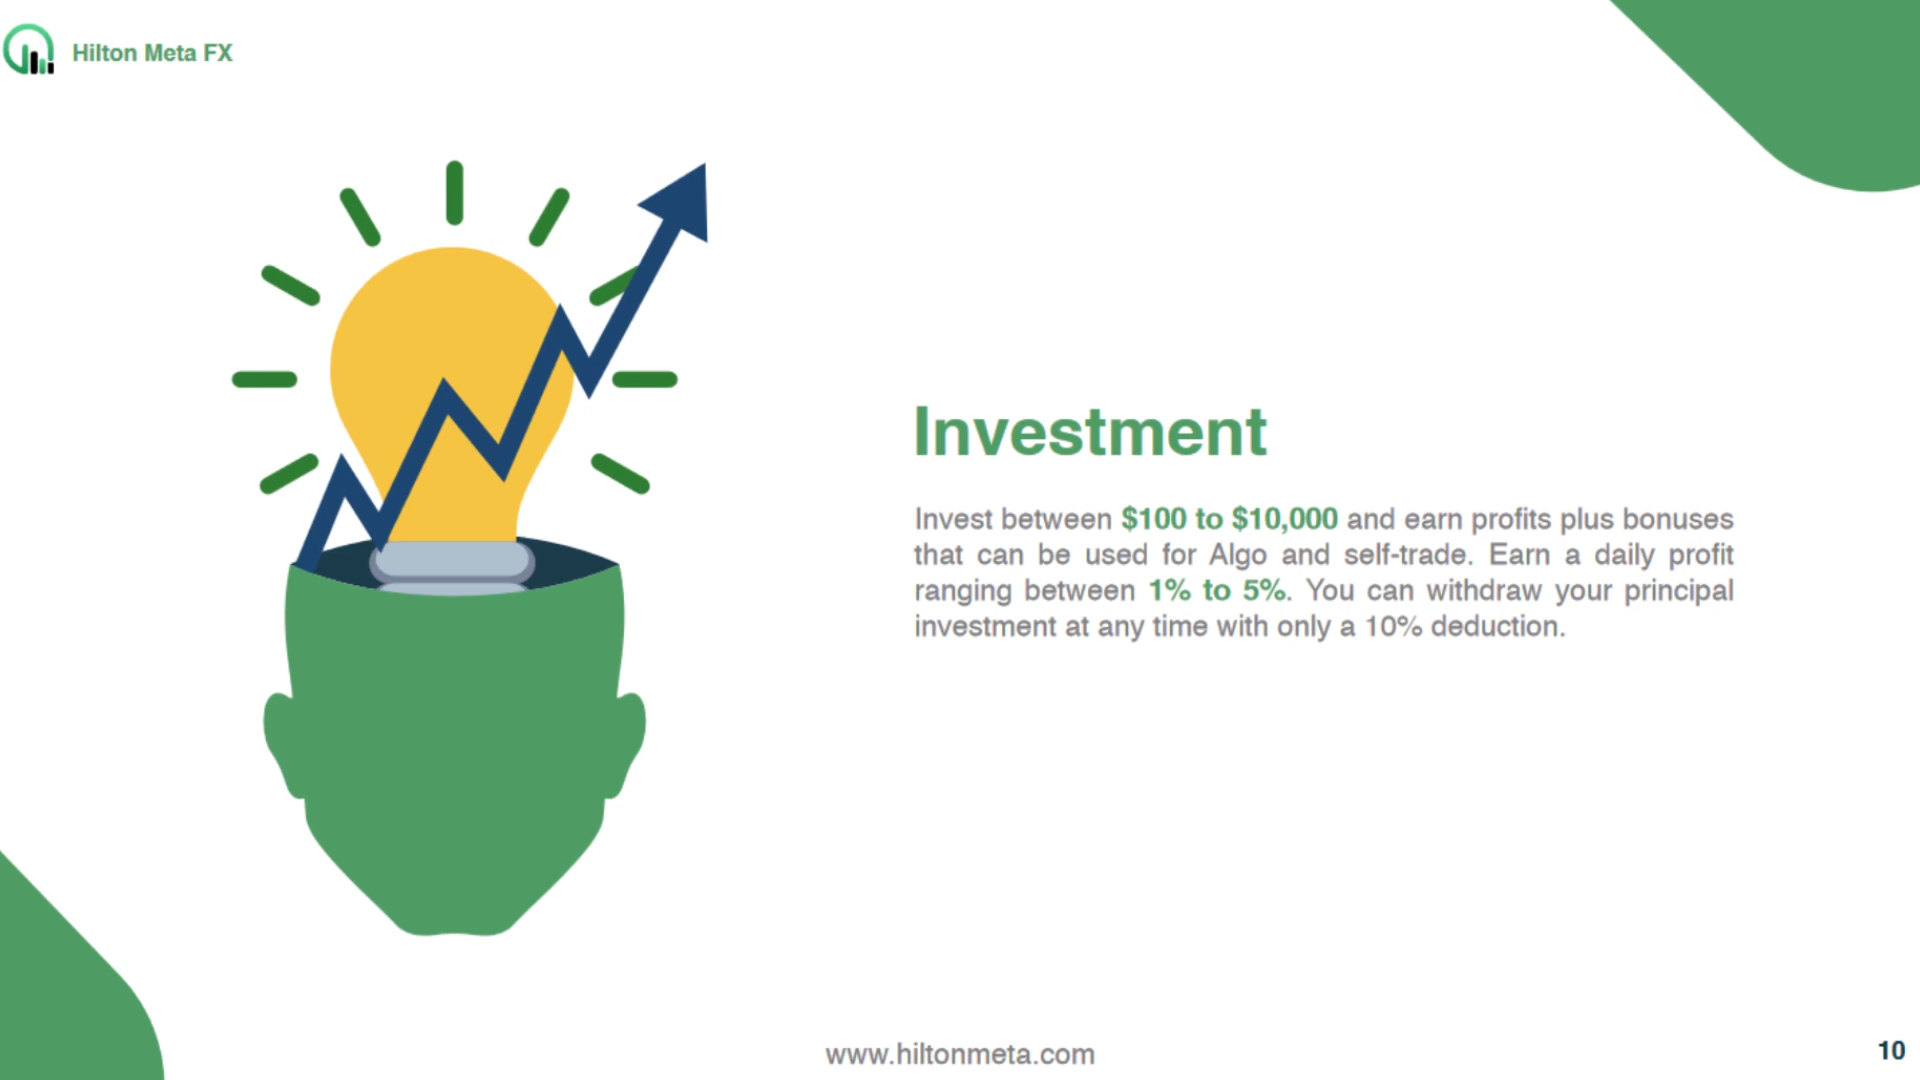 Hilton Meta FX
Investment
Invest between $100 to $10,000 and earn profits plus bonuses
that can be used for Algo and self-trade. Earn a daily profit
ranging between 1% to 5%. You can withdraw your principal
investment at any time with only a 10% deduction.
www.hiltonmeta.com
10